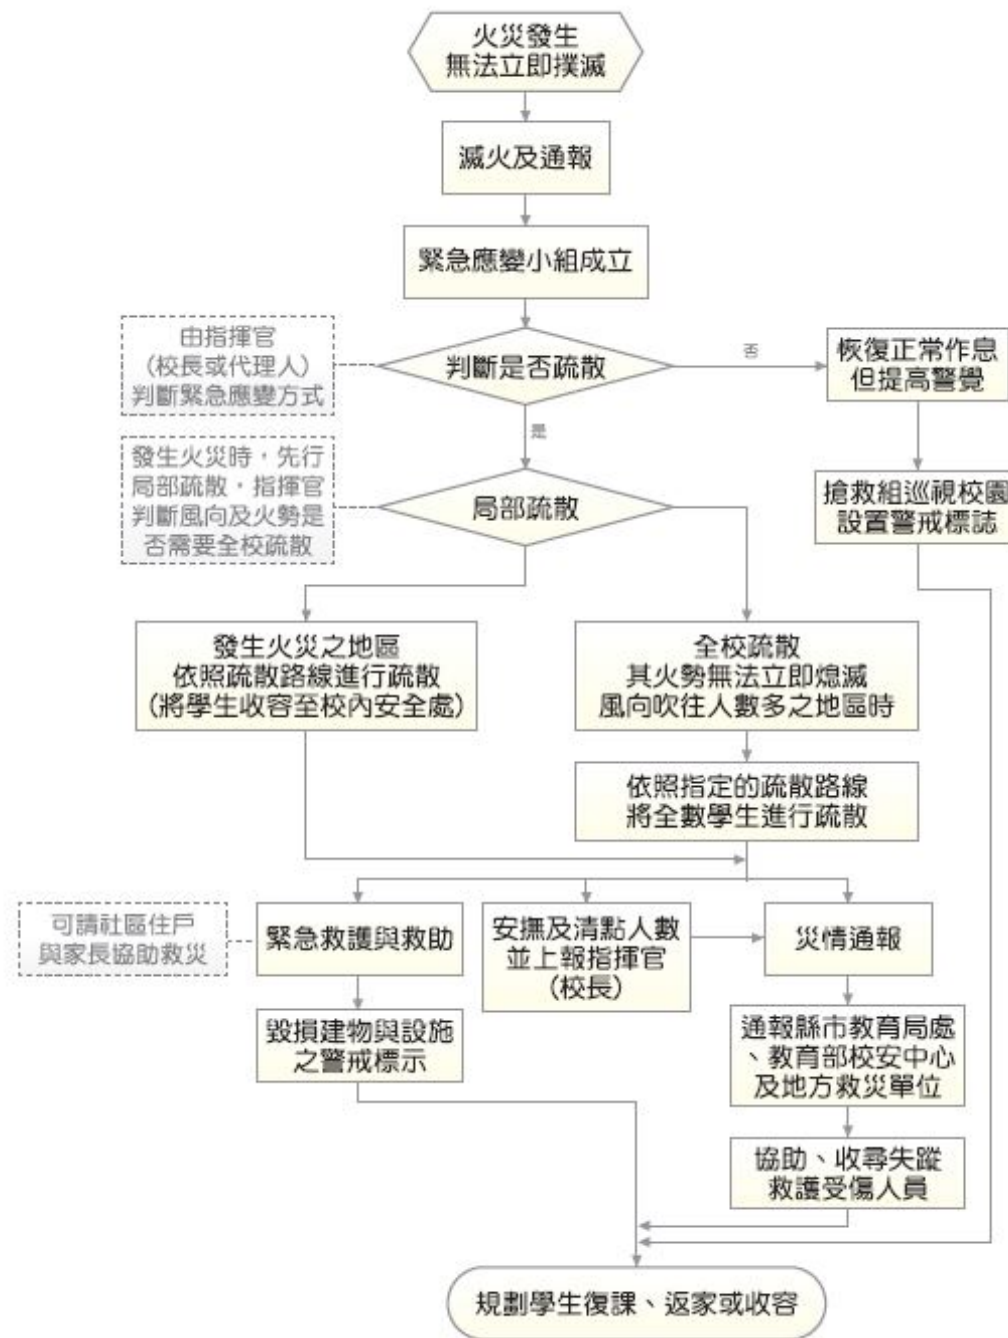 火災發生
無法立即撲滅
滅火及通報
緊急應變小組成立
由指揮官
(校長或代理人)
判斷緊急應變方式
判斷是否疏散
否
恢復正常作息
但提高警覺
是
發生火災時，先行
局部疏散，指揮官
判斷風向及火勢是
否需要全校疏散
局部疏散
搶救組巡視校園
設置警戒標誌
發生火災之地區
依照疏散路線進行疏散
(將學生收容至校內安全處)
全校疏散
其火勢無法立即熄滅
風向吹往人數多之地區時
依照指定的疏散路線
將全數學生進行疏散
可請社區住戶
與家長協助救災
緊急救護與救助
安撫及清點人數
並上報指揮官
(校長)
災情通報
毀損建物與設施
之警戒標示
通報縣市教育局處
、教育部校安中心
及地方救災單位
協助、收尋失蹤
救護受傷人員
規劃學生復課、返家或收容